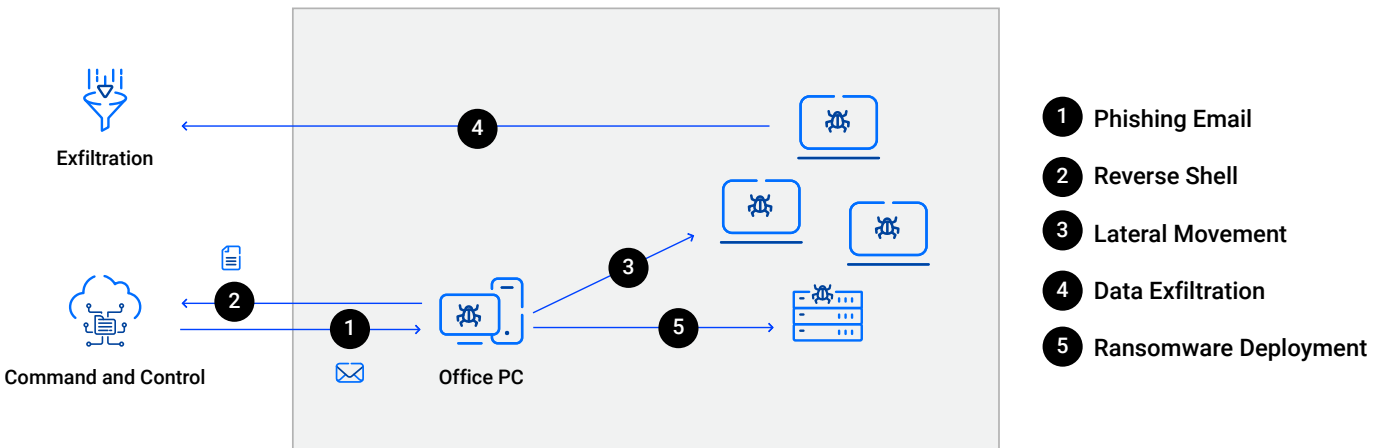 Exfiltration
4
3
2
1
5
Command and Control
Office PC
1 Phishing Email
2 Reverse Shell
3 Lateral Movement
4 Data Exfiltration
5 Ransomware Deployment